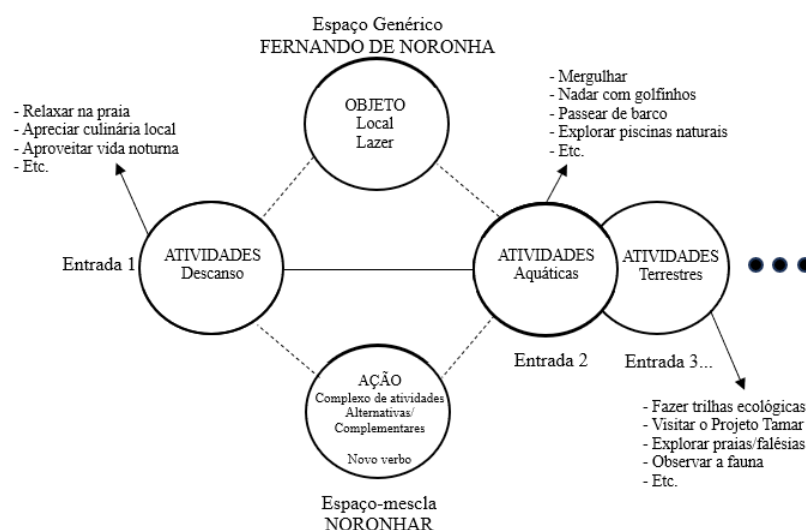 Espaço Genérico
FERNANDO DE NORONHA
OBJETO
Local
Lazer
- Relaxar na praia
- Apreciar culinária local
- Aproveitar vida noturna
- Etc.
- Mergulhar
- Nadar com golfinhos
- Passear de barco
- Explorar piscinas naturais
- Etc.
Entrada 1
ATIVIDADES
Descanso
ATIVIDADES
Aquáticas
ATIVIDADES
Terrestres
Entrada 2
Entrada 3...
AÇÃO
Complexo de atividades
Alternativas/
Complementares
Novo verbo
- Fazer trilhas ecológicas
- Visitar o Projeto Tamar
- Explorar praias/falésias
- Observar a fauna
- Etc.
Espaço-mescla
NORONHAR